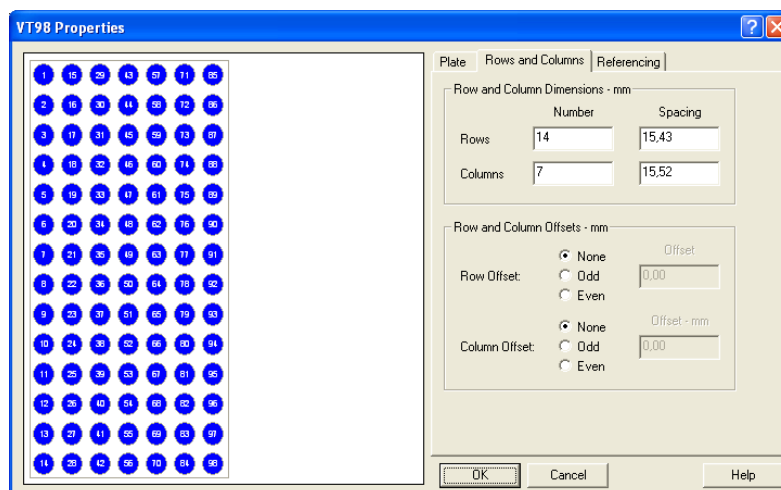 VT98 Properties
1 15 29 43 57 71 85
2 16 30 44 58 72 86
3 17 31 45 59 73 87
4 18 32 46 60 74 88
5 19 33 47 61 75 89
6 20 34 48 62 76 90
7 21 35 49 63 77 91
8 22 36 50 64 78 92
9 23 37 51 65 79 93
10 24 38 52 66 80 94
11 25 39 53 67 81 95
12 26 40 54 68 82 96
13 27 41 55 69 83 97
14 28 42 56 70 84 98
Plate Rows and Columns Referencing
Row and Column Dimensions - mm
Number Spacing
Rows 14 15,43
Columns 7 15,52
Row and Column Offsets - mm
Offset
None
Row Offset: Odd 0,00
Even
None Offset - mm
Column Offset: Odd 0,00
Even
OK Cancel Help